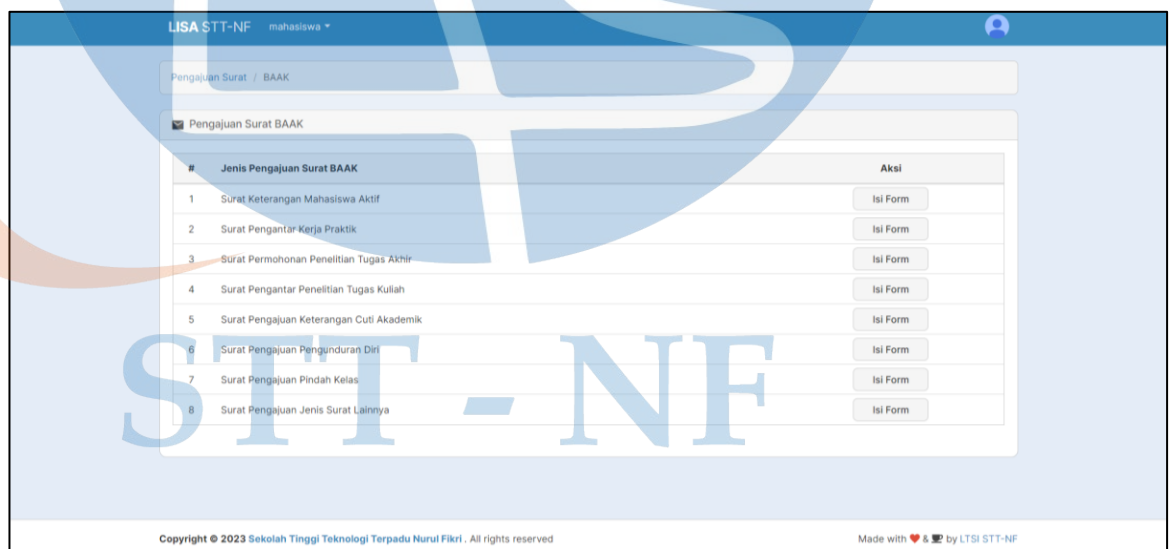 LISA STT-NF mahasiswa
Pengajuan Surat / BAAK
Pengajuan Surat BAAK
# Jenis Pengajuan Surat BAAK Aksi
1 Surat Keterangan Mahasiswa Aktif Isi Form
2 Surat Pengantar Kerja Praktik Isi Form
3 Surat Permohonan Penelitian Tugas Akhir Isi Form
4 Surat Pengantar Penelitian Tugas Kuliah Isi Form
5 Surat Pengajuan Keterangan Cuti Akademik Isi Form
6 Surat Pengajuan Pengunduran Diri Isi Form
7 Surat Pengajuan Pindah Kelas Isi Form
8 Surat Pengajuan Jenis Surat Lainnya Isi Form
STT - NF
Copyright © 2023 Sekolah Tinggi Teknologi Terpadu Nurul Fikri . All rights reserved Made with ❤ & ☕ by LTSI STT-NF